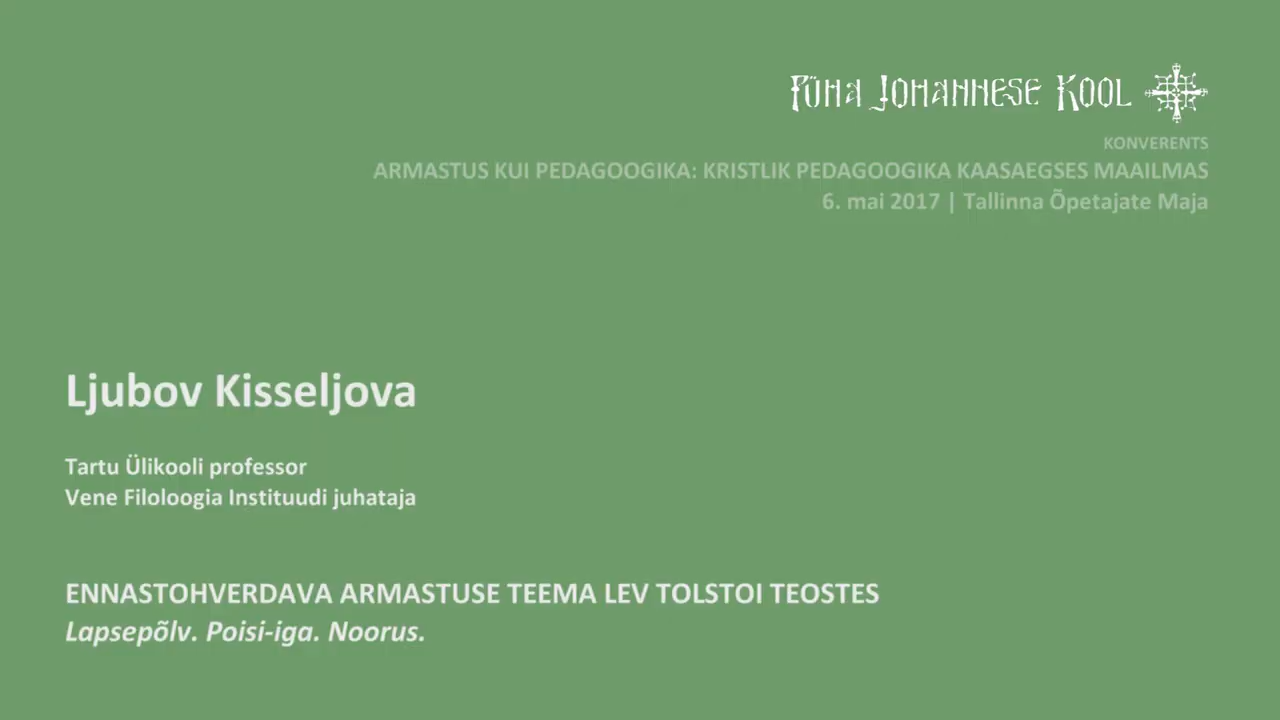 Püha Johannese Kool
KONVERENTS
ARMASTUS KUI PEDAGOOGIKA: KRISTLIK PEDAGOOGIKA KAASAEGSES MAAILMAS
6. mai 2017 | Tallinna Õpetajate Maja
Ljubov Kisseljova
Tartu Ülikooli professor
Vene Filoloogia Instituudi juhataja
ENNASTOHVERDAVA ARMASTUSE TEEMA LEV TOLSTOI TEOSTES
Lapsepõlv. Poisi-iga. Noorus.